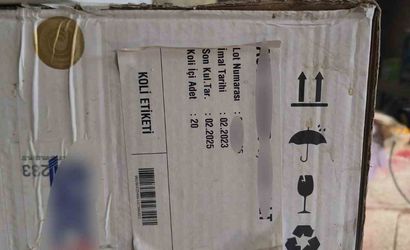 KOLİ ETİKETİ
Lot Numarası :
İmal Tarihi : 02.2023
Son Kul.Tar. : 02.2025
Koli İçi Adet : 20